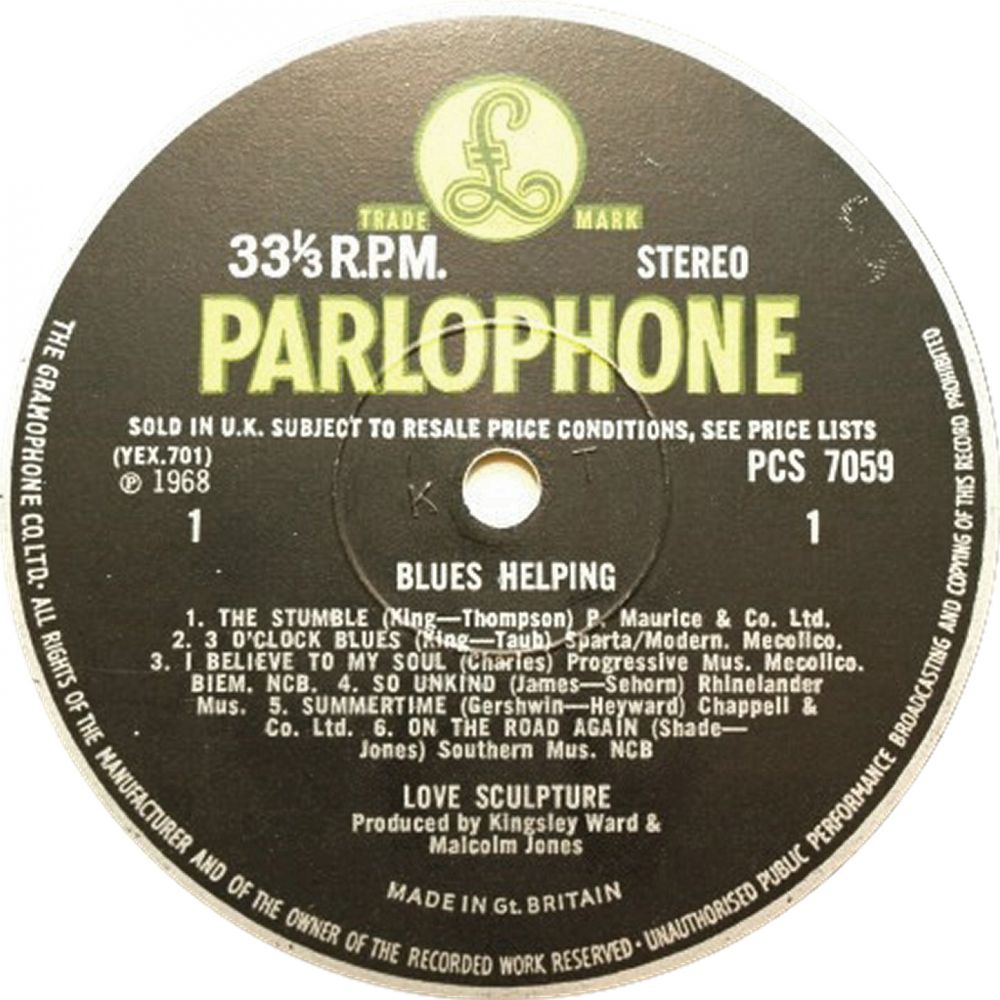 £
TRADE MARK
33⅓ R.P.M. STEREO
PARLOPHONE
SOLD IN U.K. SUBJECT TO RESALE PRICE CONDITIONS, SEE PRICE LISTS
(YEX.701)
℗ 1968
PCS 7059
1 1
K T
BLUES HELPING
1. THE STUMBLE (King—Thompson) P. Maurice & Co. Ltd.
2. 3 O'CLOCK BLUES (King—Taub) Sparta/Modern. Mecolico.
3. I BELIEVE TO MY SOUL (Charles) Progressive Mus. Mecolico.
BIEM. NCB. 4. SO UNKIND (James—Sehorn) Rhinelander
Mus. 5. SUMMERTIME (Gershwin—Heyward) Chappell &
Co. Ltd. 6. ON THE ROAD AGAIN (Shade—
Jones) Southern Mus. NCB
LOVE SCULPTURE
Produced by Kingsley Ward &
Malcolm Jones
MADE IN Gt. BRITAIN
THE GRAMOPHONE CO. LTD. · ALL RIGHTS OF THE MANUFACTURER AND OF THE OWNER OF THE RECORDED WORK RESERVED · UNAUTHORISED PUBLIC PERFORMANCE BROADCASTING AND COPYING OF THIS RECORD PROHIBITED